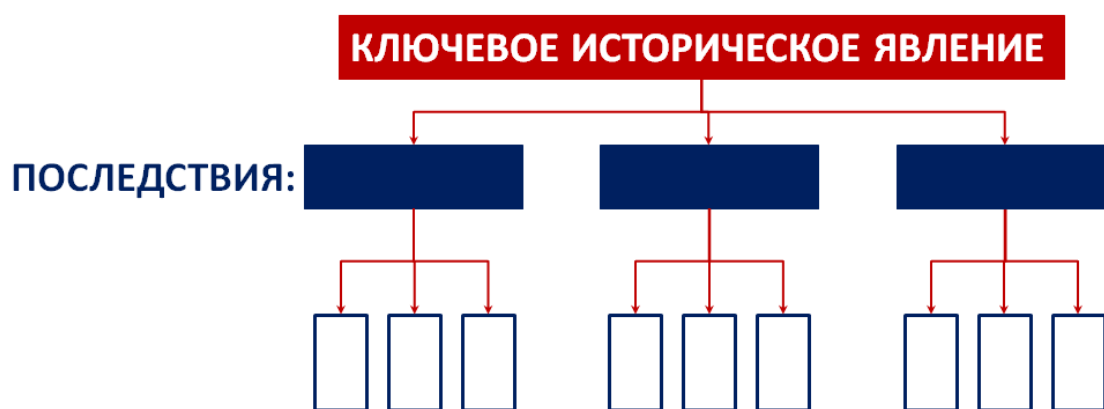 КЛЮЧЕВОЕ ИСТОРИЧЕСКОЕ ЯВЛЕНИЕ
ПОСЛЕДСТВИЯ: